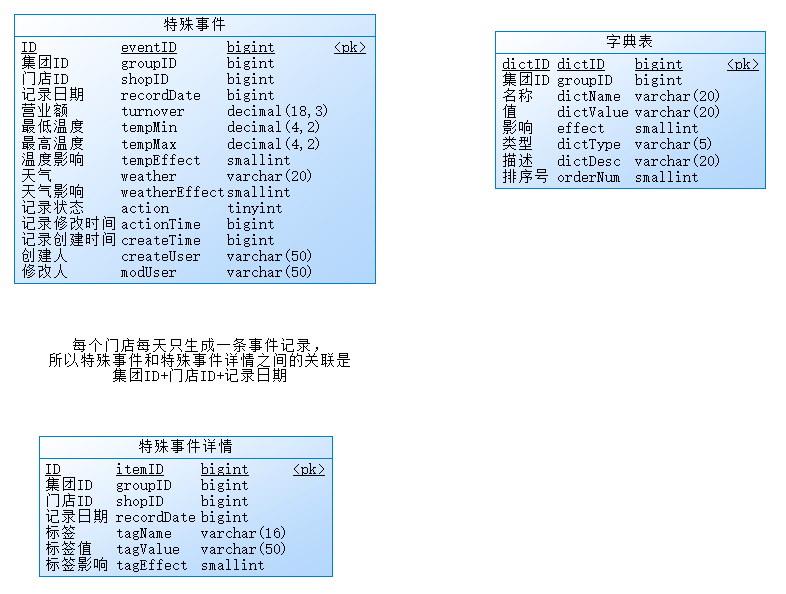 特殊事件
ID eventID bigint <pk>
集团ID groupID bigint
门店ID shopID bigint
记录日期 recordDate bigint
营业额 turnover decimal(18,3)
最低温度 tempMin decimal(4,2)
最高温度 tempMax decimal(4,2)
温度影响 tempEffect smallint
天气 weather varchar(20)
天气影响 weatherEffect smallint
记录状态 action tinyint
记录修改时间 actionTime bigint
记录创建时间 createTime bigint
创建人 createUser varchar(50)
修改人 modUser varchar(50)
字典表
dictID dictID bigint <pk>
集团ID groupID bigint
名称 dictName varchar(20)
值 dictValue varchar(20)
影响 effect smallint
类型 dictType varchar(5)
描述 dictDesc varchar(20)
排序号 orderNum smallint
每个门店每天只生成一条事件记录，
所以特殊事件和特殊事件详情之间的关联是
集团ID+门店ID+记录日期
特殊事件详情
ID itemID bigint <pk>
集团ID groupID bigint
门店ID shopID bigint
记录日期 recordDate bigint
标签 tagName varchar(16)
标签值 tagValue varchar(50)
标签影响 tagEffect smallint